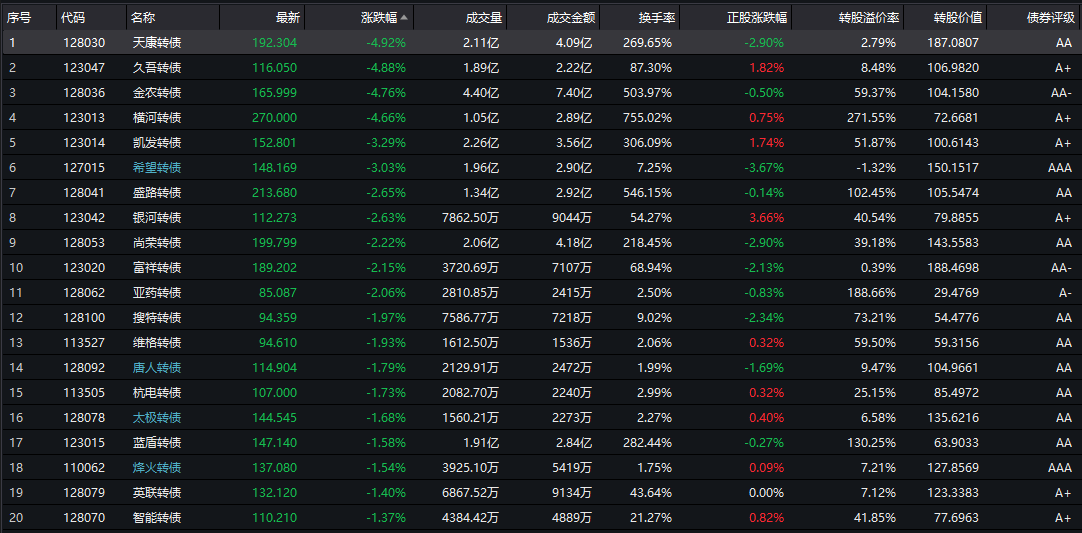 序号 代码 名称 最新 涨跌幅 成交量 成交金额 换手率 正股涨跌幅 转股溢价率 转股价值 债券评级
1 128030 天康转债 192.304 -4.92% 2.11亿 4.09亿 269.65% -2.90% 2.79% 187.0807 AA
2 123047 久吾转债 116.050 -4.88% 1.89亿 2.22亿 87.30% 1.82% 8.48% 106.9820 A+
3 128036 金农转债 165.999 -4.76% 4.40亿 7.40亿 503.97% -0.50% 59.37% 104.1580 AA-
4 123013 横河转债 270.000 -4.66% 1.05亿 2.89亿 755.02% 0.75% 271.55% 72.6681 A+
5 123014 凯发转债 152.801 -3.29% 2.26亿 3.56亿 306.09% 1.74% 51.87% 100.6143 A+
6 127015 希望转债 148.169 -3.03% 1.96亿 2.90亿 7.25% -3.67% -1.32% 150.1517 AAA
7 128041 盛路转债 213.680 -2.65% 1.34亿 2.92亿 546.15% -0.14% 102.45% 105.5474 AA
8 123042 银河转债 112.273 -2.63% 7862.50万 9044万 54.27% 3.66% 40.54% 79.8855 A+
9 128053 尚荣转债 199.799 -2.22% 2.06亿 4.18亿 218.45% -2.90% 39.18% 143.5583 AA
10 123020 富祥转债 189.202 -2.15% 3720.69万 7107万 68.94% -2.13% 0.39% 188.4698 AA-
11 128062 亚药转债 85.087 -2.06% 2810.85万 2415万 2.50% -0.83% 188.66% 29.4769 A-
12 128100 搜特转债 94.359 -1.97% 7586.77万 7218万 9.02% -2.34% 73.21% 54.4776 AA
13 113527 维格转债 94.610 -1.93% 1612.50万 1536万 2.06% 0.32% 59.50% 59.3156 AA
14 128092 唐人转债 114.904 -1.79% 2129.91万 2472万 1.99% -1.69% 9.47% 104.9661 AA
15 113505 杭电转债 107.000 -1.73% 2082.70万 2240万 2.99% 0.32% 25.15% 85.4972 AA
16 128078 太极转债 144.545 -1.68% 1560.21万 2273万 2.27% 0.40% 6.58% 135.6216 AA
17 123015 蓝盾转债 147.140 -1.58% 1.91亿 2.84亿 282.44% -0.27% 130.25% 63.9033 AA
18 110062 烽火转债 137.080 -1.54% 3925.10万 5419万 1.75% 0.09% 7.21% 127.8569 AAA
19 128079 英联转债 132.120 -1.40% 6867.52万 9134万 43.64% 0.00% 7.12% 123.3383 A+
20 128070 智能转债 110.210 -1.37% 4384.42万 4889万 21.27% 0.82% 41.85% 77.6963 A+